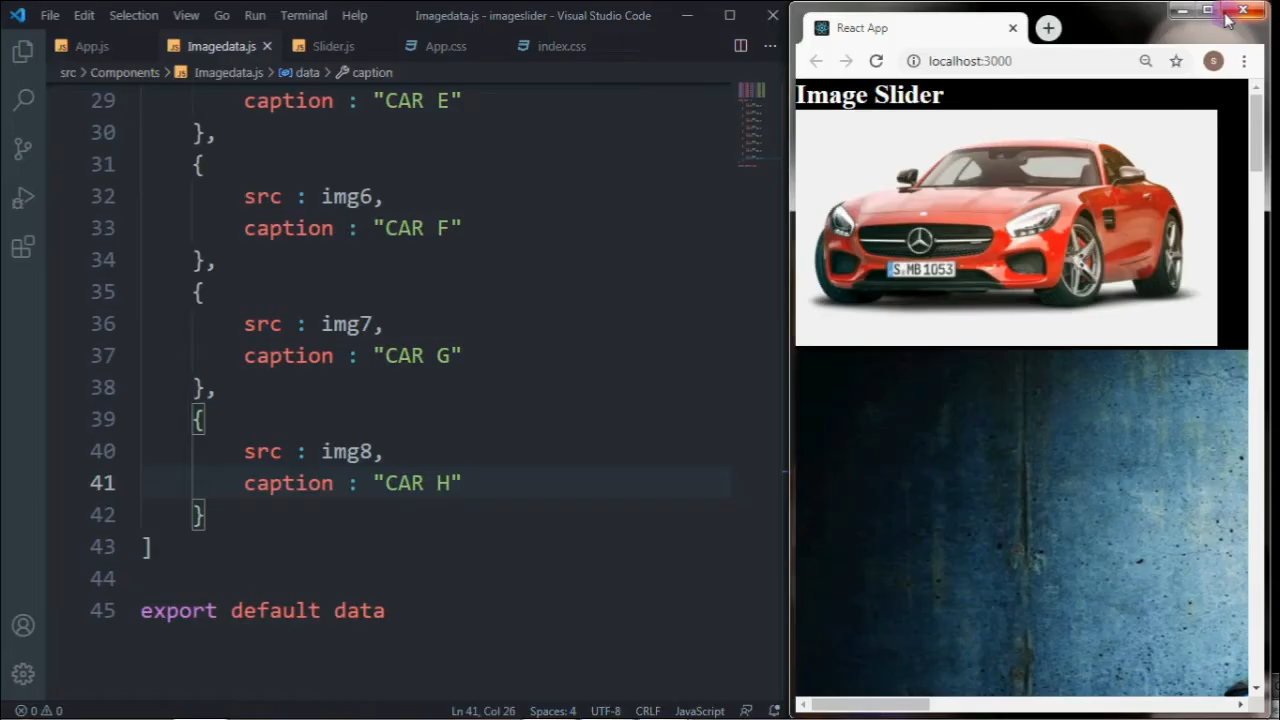 File Edit Selection View Go Run Terminal Help Imagedata.js - imageslider - Visual Studio Code
App.js Imagedata.js Slider.js App.css index.css
src > Components > Imagedata.js > data > caption
29 caption : "CAR E"
30 },
31 {
32 src : img6,
33 caption : "CAR F"
34 },
35 {
36 src : img7,
37 caption : "CAR G"
38 },
39 {
40 src : img8,
41 caption : "CAR H"
42 }
43 ]
44
45 export default data
0 0 Ln 41, Col 26 Spaces: 4 UTF-8 CRLF JavaScript
React App
localhost:3000 S
Image Slider
S MB 1053